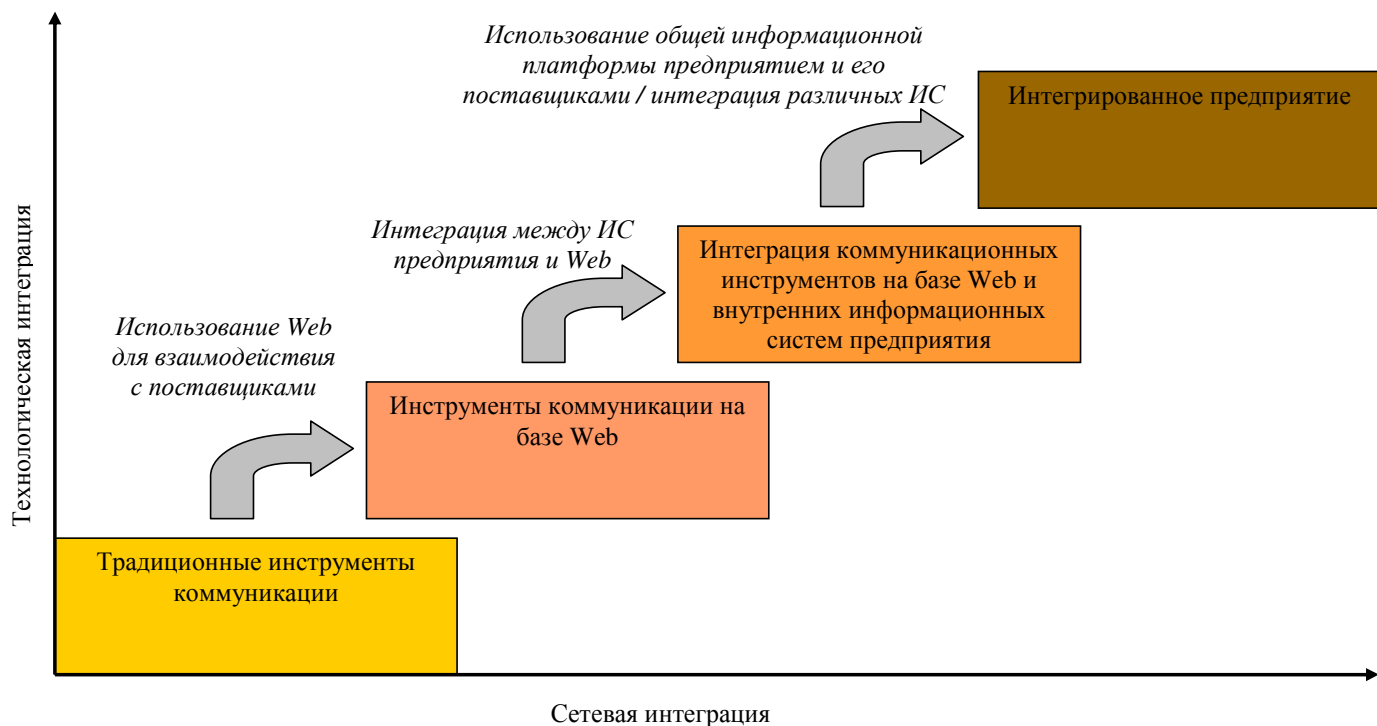 Использование общей информационной
платформы предприятием и его
поставщиками / интеграция различных ИС
Интегрированное предприятие
Интеграция между ИС
предприятия и Web
Интеграция коммуникационных
инструментов на базе Web и
внутренних информационных
систем предприятия
Использование Web
для взаимодействия
с поставщиками
Инструменты коммуникации на
базе Web
Традиционные инструменты
коммуникации
Технологическая интеграция
Сетевая интеграция